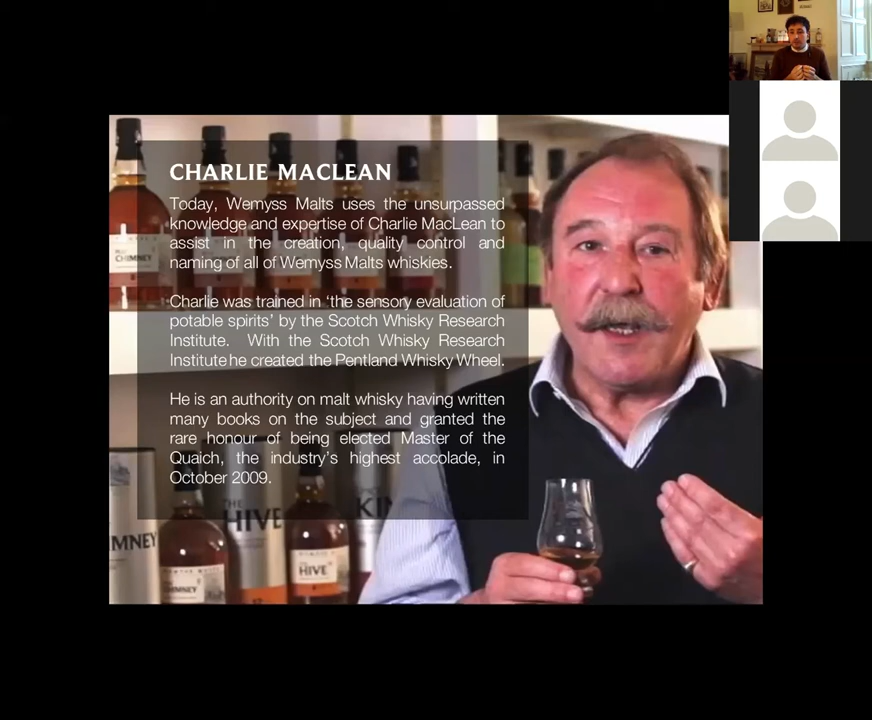 CHARLIE MACLEAN
Today, Wemyss Malts uses the unsurpassed
knowledge and expertise of Charlie MacLean to
assist in the creation, quality control and
naming of all of Wemyss Malts whiskies.
Charlie was trained in ‘the sensory evaluation of
potable spirits’ by the Scotch Whisky Research
Institute. With the Scotch Whisky Research
Institute he created the Pentland Whisky Wheel.
He is an authority on malt whisky having written
many books on the subject and granted the
rare honour of being elected Master of the
Quaich, the industry’s highest accolade, in
October 2009.
CHIMNEY
MNEY
CHIMNEY
THE
HIVE
HIVE
KIN